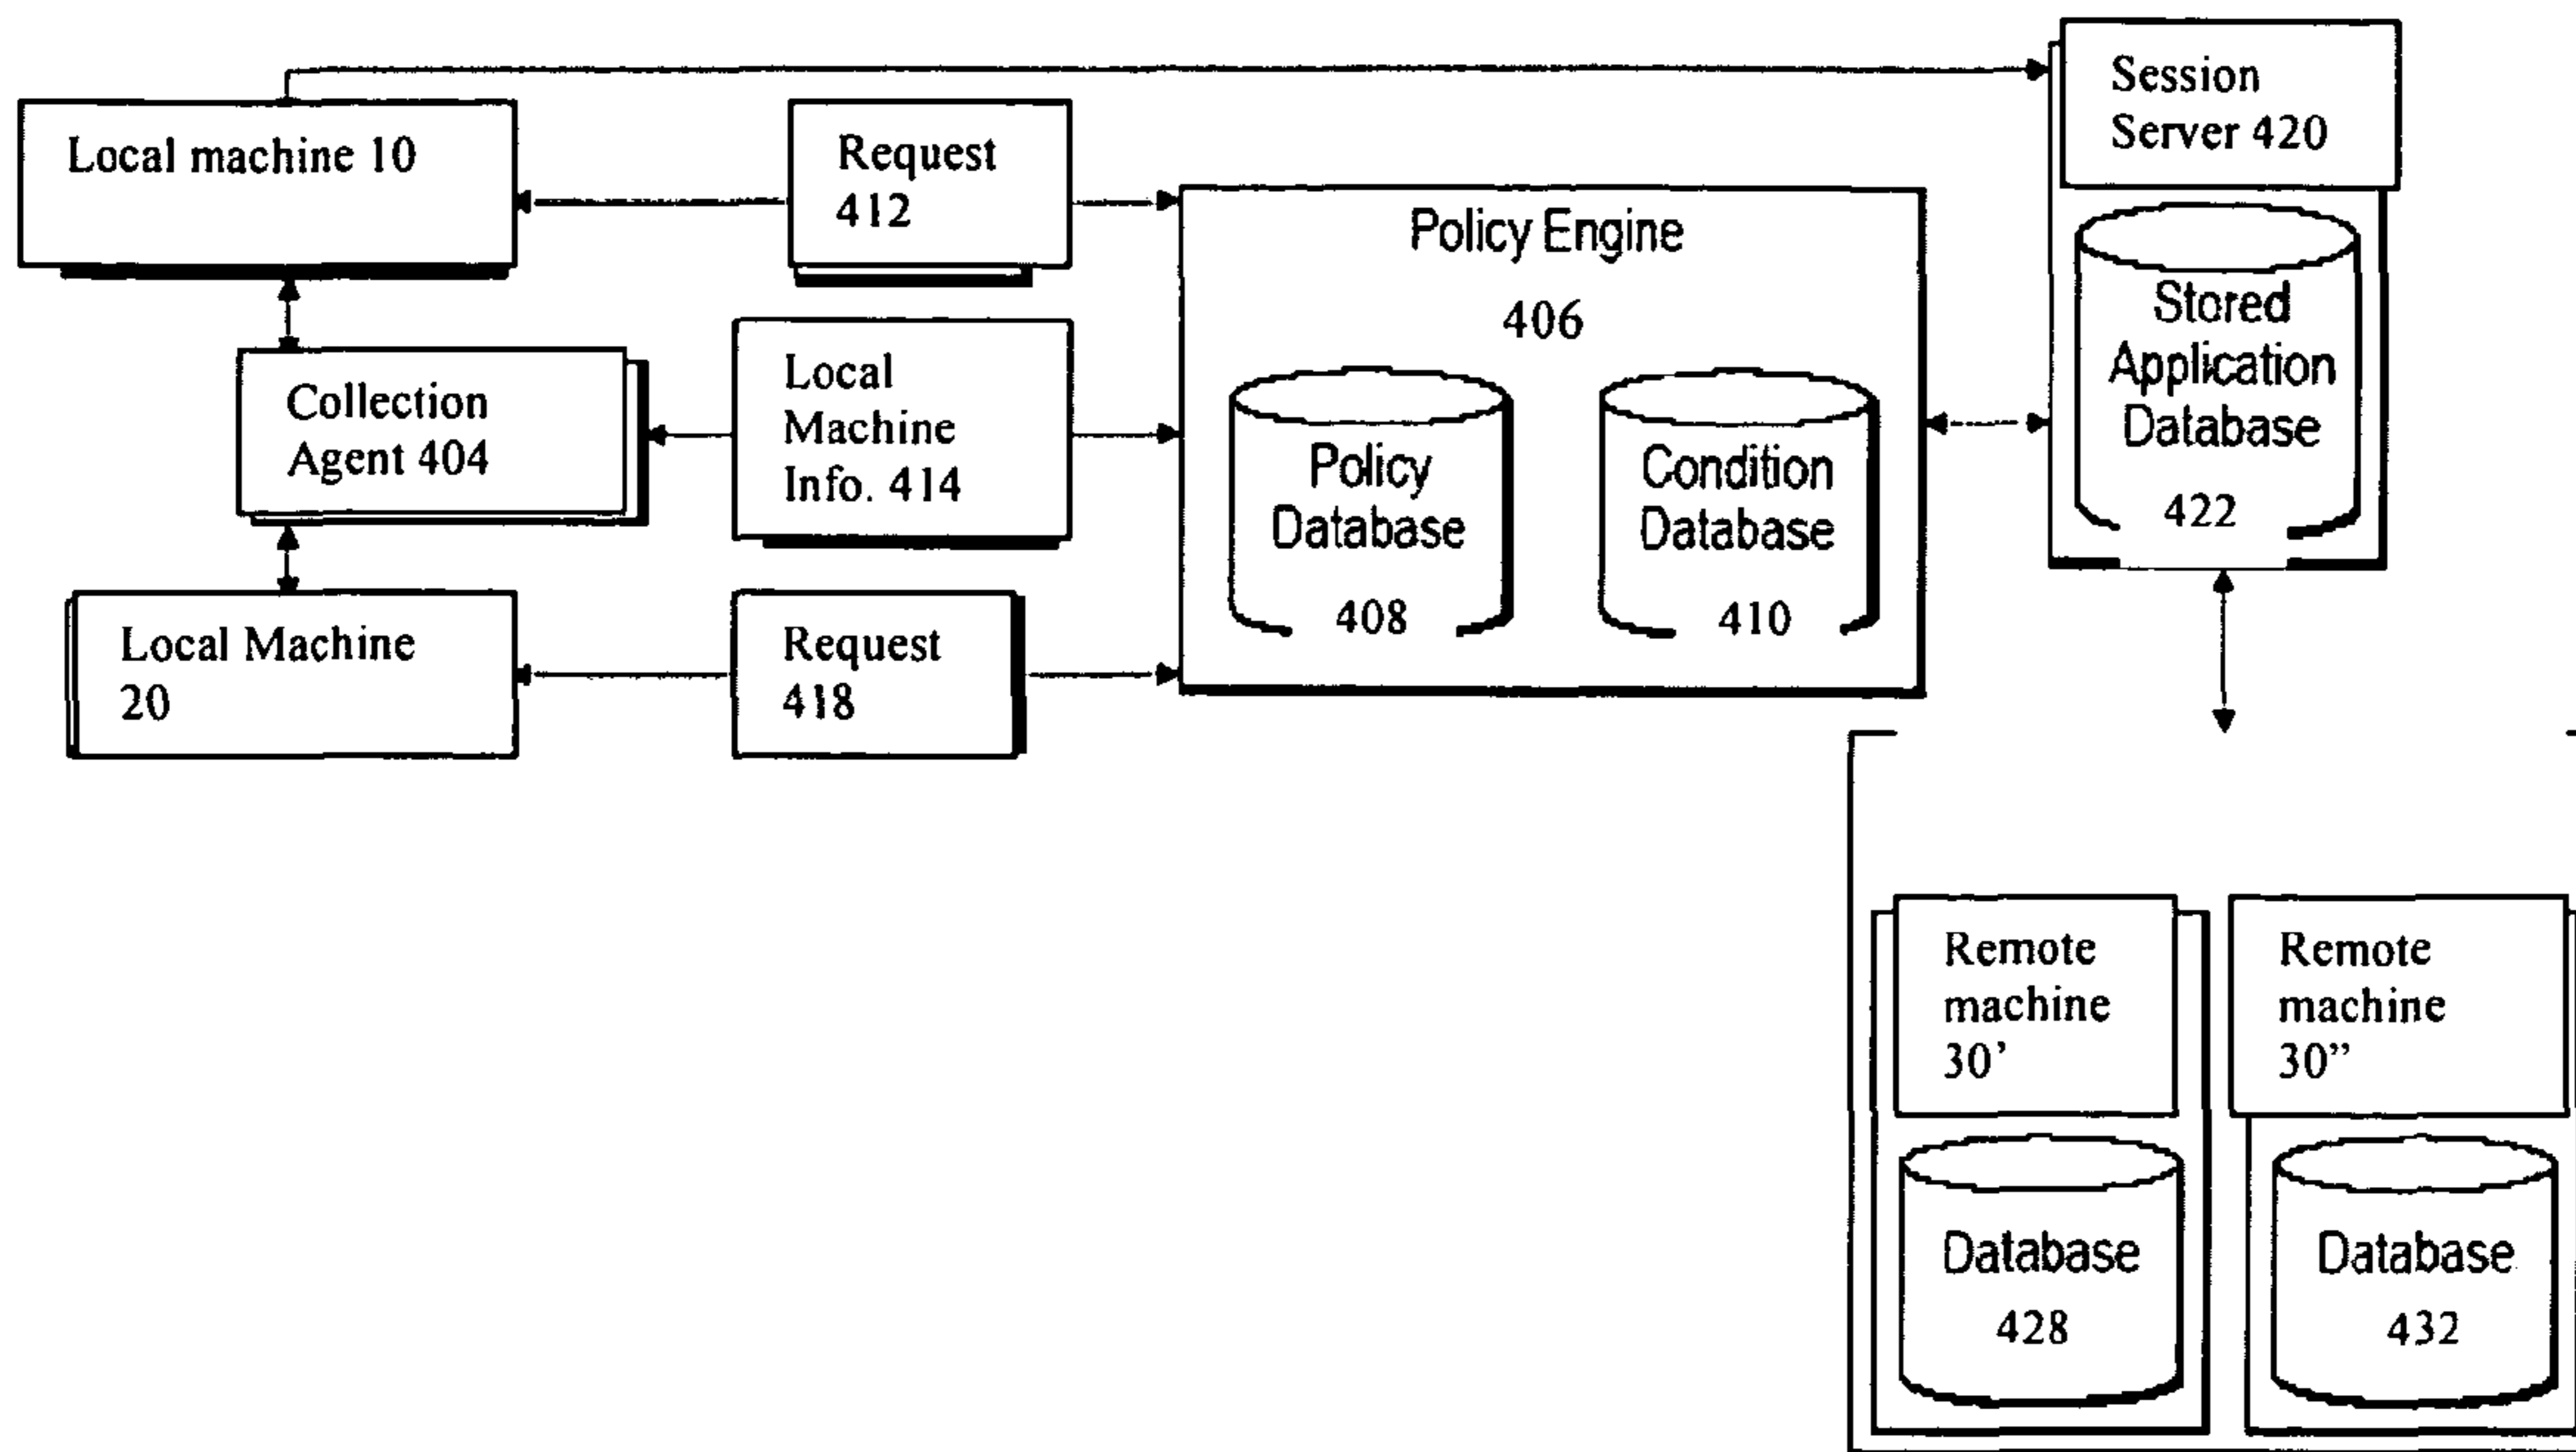 Local machine 10
Request
412
Session
Server 420
Policy Engine
406
Collection
Agent 404
Local
Machine
Info. 414
Policy
Database
408
Condition
Database
410
Stored
Application
Database
422
Local Machine
20
Request
418
Remote
machine
30’
Remote
machine
30”
Database
428
Database
432